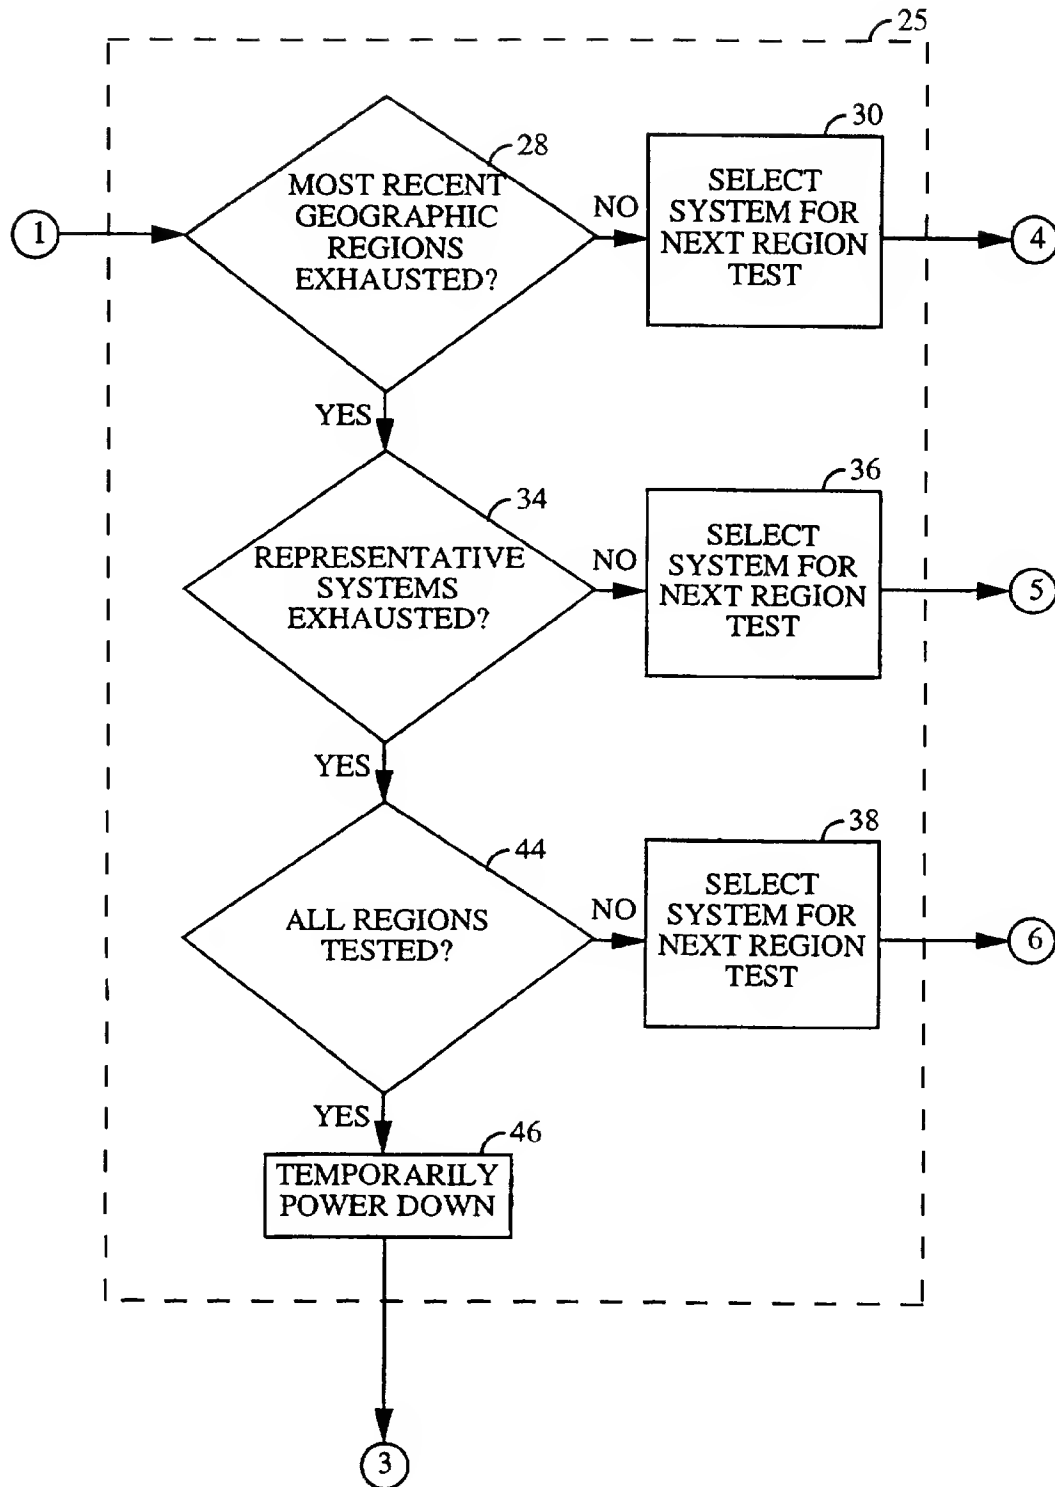 25
28
MOST RECENT
GEOGRAPHIC
REGIONS
EXHAUSTED?
1
NO
30
SELECT
SYSTEM FOR
NEXT REGION
TEST
4
YES
34
REPRESENTATIVE
SYSTEMS
EXHAUSTED?
NO
36
SELECT
SYSTEM FOR
NEXT REGION
TEST
5
YES
44
ALL REGIONS
TESTED?
NO
38
SELECT
SYSTEM FOR
NEXT REGION
TEST
6
YES
46
TEMPORARILY
POWER DOWN
3